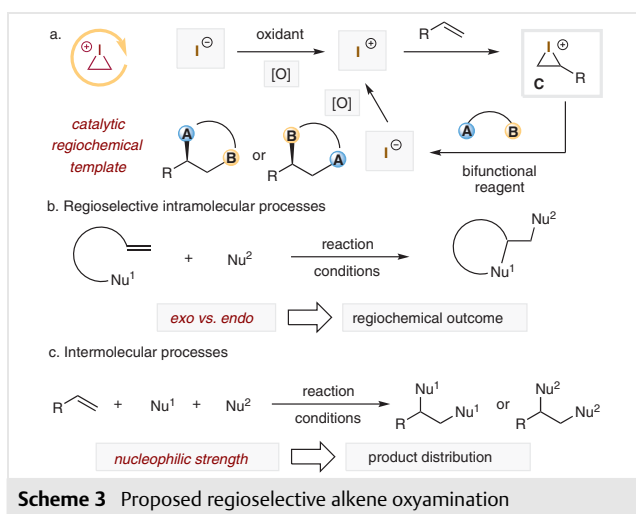 a.
⊕
I
I⊖
oxidant
[O]
I⊕
R
I ⊕
C
R
[O]
catalytic
regiochemical
template
A
B
R
or
B
A
R
I⊖
A
B
bifunctional
reagent
b. Regioselective intramolecular processes
Nu¹
+
Nu²
reaction
conditions
Nu²
Nu¹
exo vs. endo
regiochemical outcome
c. Intermolecular processes
R
+
Nu¹
+
Nu²
reaction
conditions
Nu¹
Nu¹
R
or
Nu²
Nu²
R
nucleophilic strength
product distribution
Scheme 3 Proposed regioselective alkene oxyamination